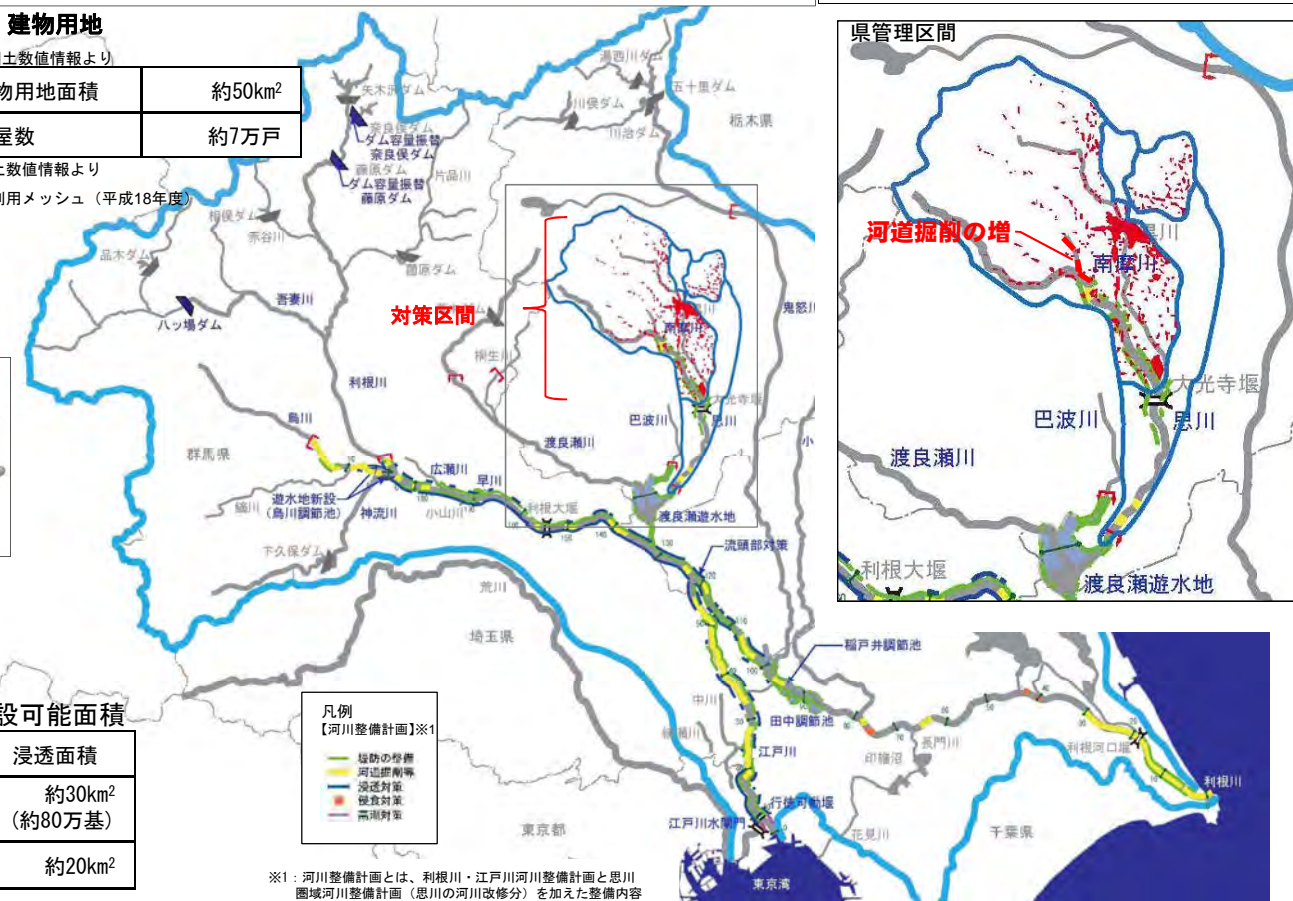 建物用地
土数値情報より
物用地面積 約50km²
屋数 約7万戸
土数値情報より
利用メッシュ（平成18年度）
湯西川ダム
五十里ダム
川俣ダム
川治ダム
栃木県
矢木沢ダム
奈良俣ダム
ダム容量振替
奈良俣ダム
藤原ダム
ダム容量振替
藤原ダム
片品川
相俣ダム
赤谷川
薗原ダム
品木ダム
吾妻川
八ッ場ダム
利根川
対策区間
桐生川
黒川
南摩川
鬼怒川
大光寺堰
思川
巴波川
渡良瀬川
小
渡良瀬遊水地
烏川
群馬県
広瀬川
早川
遊水地新設
（烏川調節池）
神流川
小山川
利根大堰
鏑川
下久保ダム
流頭部対策
荒川
埼玉県
稲戸井調節池
田中調節池
中川
綾瀬川
江戸川
印旛沼
長門川
利根河口堰
利根川
行徳可動堰
江戸川水閘門
花見川
千葉県
東京都
東京湾
県管理区間
河道掘削の増
黒川
南摩川
大光寺堰
思川
巴波川
渡良瀬川
利根大堰
渡良瀬遊水地
設可能面積
浸透面積
約30km²
(約80万基)
約20km²
凡例
【河川整備計画】※1
堤防の整備
河道掘削等
浸透対策
侵食対策
高潮対策
※1：河川整備計画とは、利根川・江戸川河川整備計画と思川
圏域河川整備計画（思川の河川改修分）を加えた整備内容